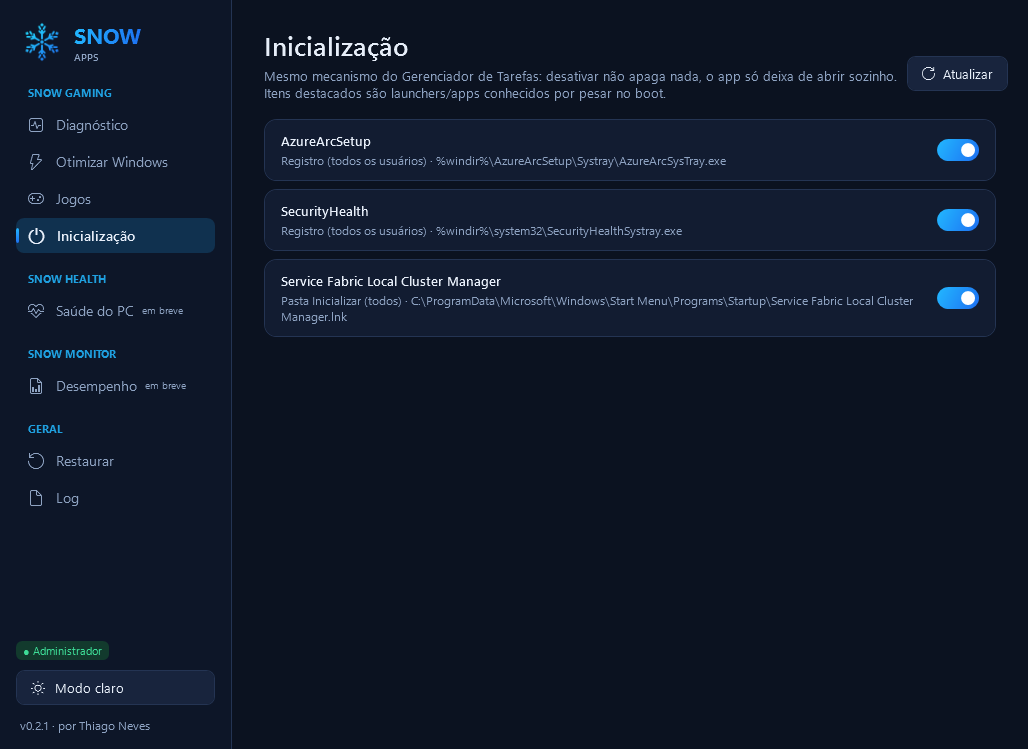 SNOW
APPS
SNOW GAMING
Diagnóstico
Otimizar Windows
Jogos
Inicialização
SNOW HEALTH
Saúde do PC em breve
SNOW MONITOR
Desempenho em breve
GERAL
Restaurar
Log
Administrador
Modo claro
v0.2.1 · por Thiago Neves
Inicialização
Mesmo mecanismo do Gerenciador de Tarefas: desativar não apaga nada, o app só deixa de abrir sozinho.
Itens destacados são launchers/apps conhecidos por pesar no boot.
Atualizar
AzureArcSetup
Registro (todos os usuários) · %windir%\AzureArcSetup\Systray\AzureArcSysTray.exe
SecurityHealth
Registro (todos os usuários) · %windir%\system32\SecurityHealthSystray.exe
Service Fabric Local Cluster Manager
Pasta Inicializar (todos) · C:\ProgramData\Microsoft\Windows\Start Menu\Programs\Startup\Service Fabric Local Cluster
Manager.lnk